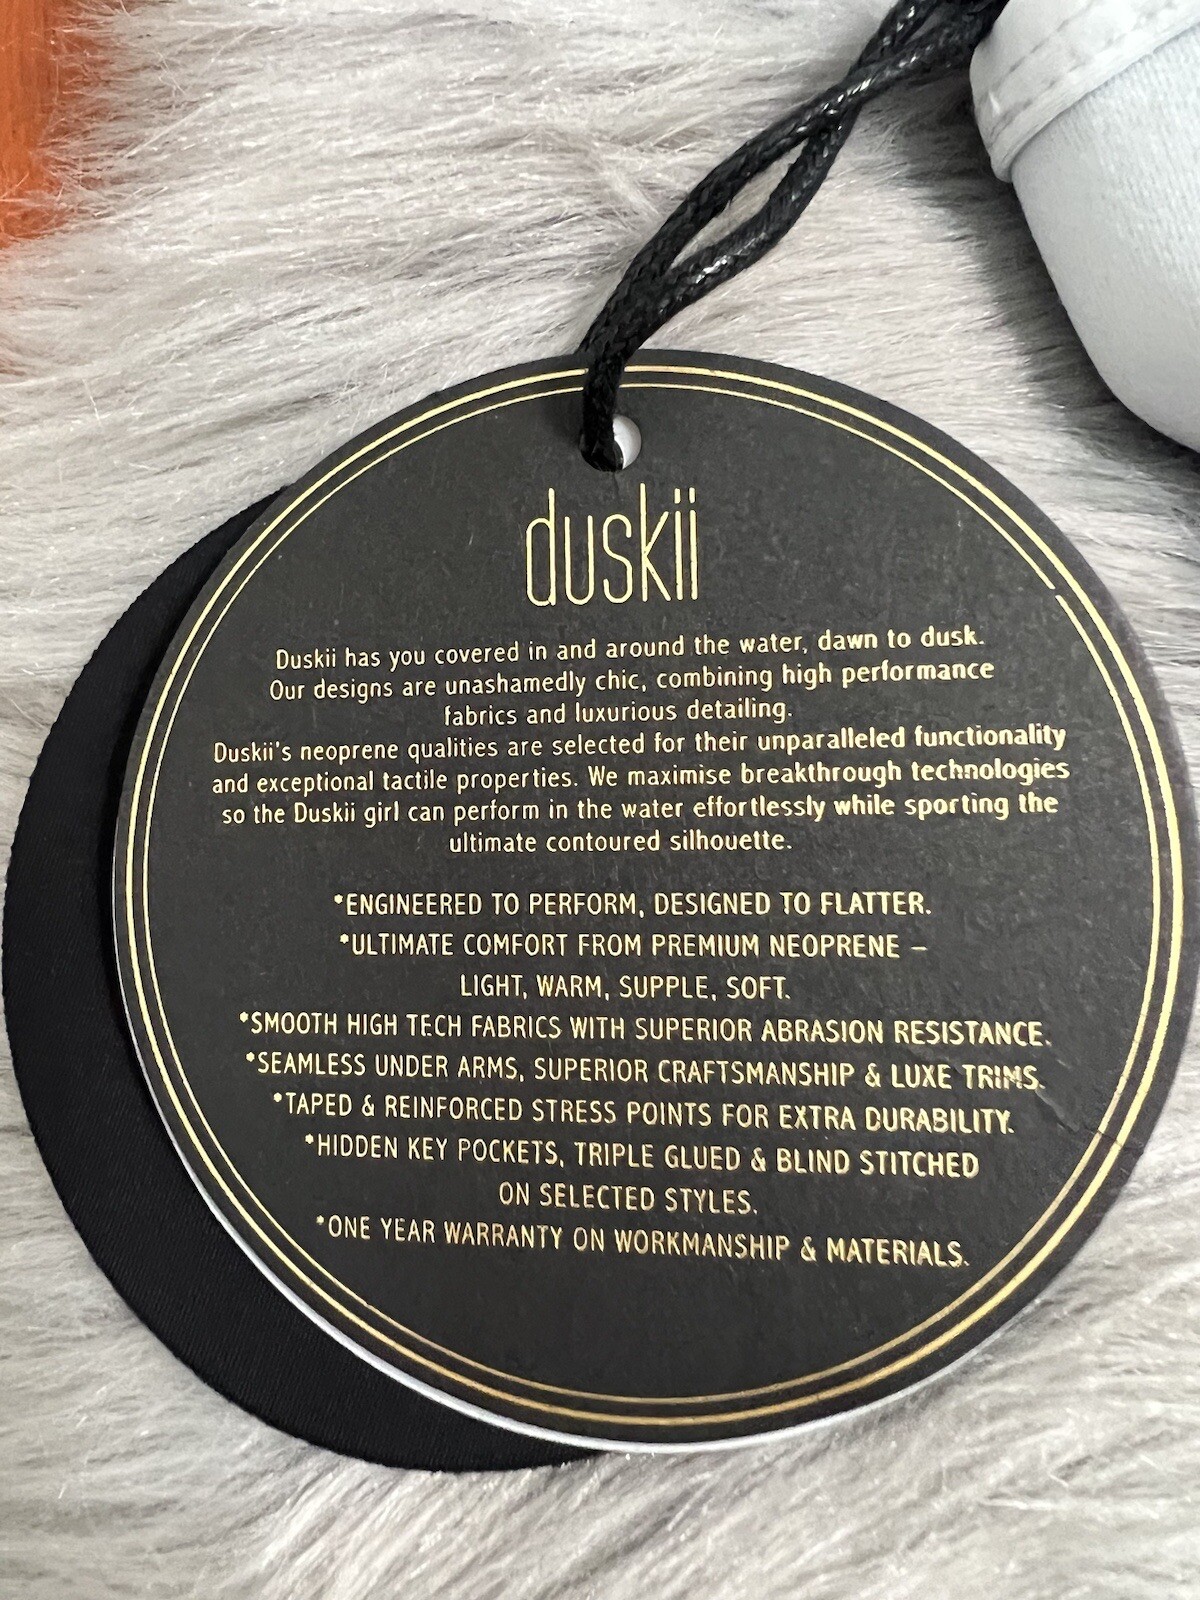 duskii
Duskii has you covered in and around the water, dawn to dusk.
Our designs are unashamedly chic, combining high performance
fabrics and luxurious detailing.
Duskii's neoprene qualities are selected for their unparalleled functionality
and exceptional tactile properties. We maximise breakthrough technologies
so the Duskii girl can perform in the water effortlessly while sporting the
ultimate contoured silhouette.
*ENGINEERED TO PERFORM, DESIGNED TO FLATTER.
*ULTIMATE COMFORT FROM PREMIUM NEOPRENE –
LIGHT, WARM, SUPPLE, SOFT.
*SMOOTH HIGH TECH FABRICS WITH SUPERIOR ABRASION RESISTANCE.
*SEAMLESS UNDER ARMS, SUPERIOR CRAFTSMANSHIP & LUXE TRIMS.
*TAPED & REINFORCED STRESS POINTS FOR EXTRA DURABILITY.
*HIDDEN KEY POCKETS, TRIPLE GLUED & BLIND STITCHED
ON SELECTED STYLES.
*ONE YEAR WARRANTY ON WORKMANSHIP & MATERIALS.